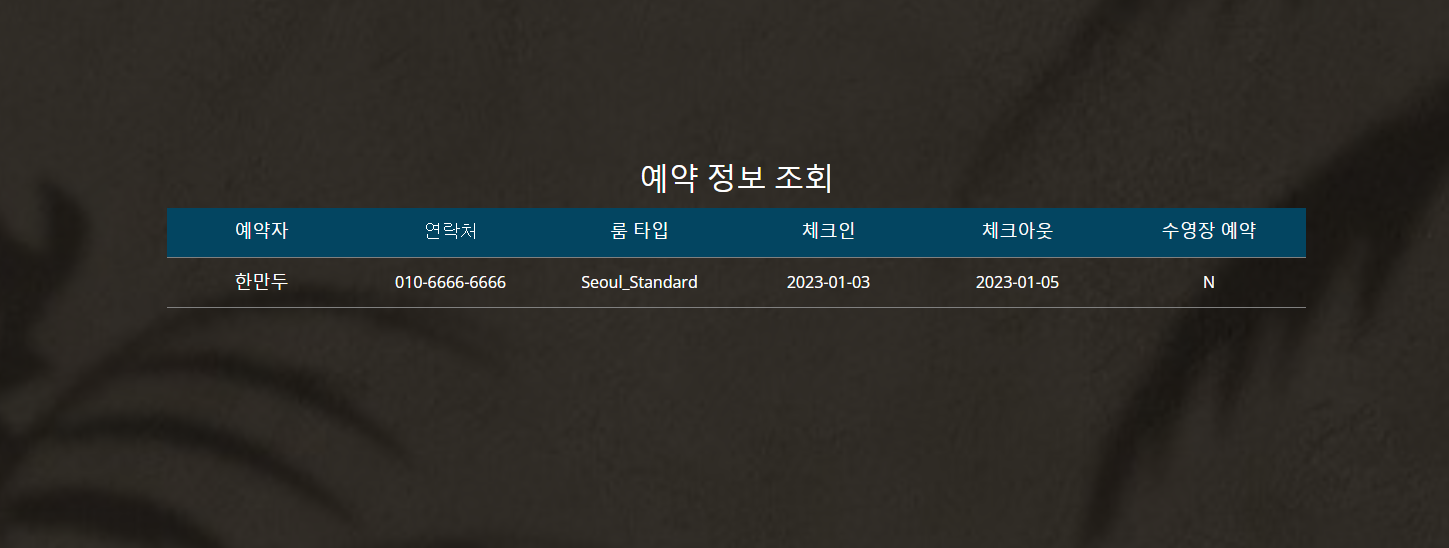 예약 정보 조회
예약자 연락처 룸 타입 체크인 체크아웃 수영장 예약
한만두 010-6666-6666 Seoul_Standard 2023-01-03 2023-01-05 N